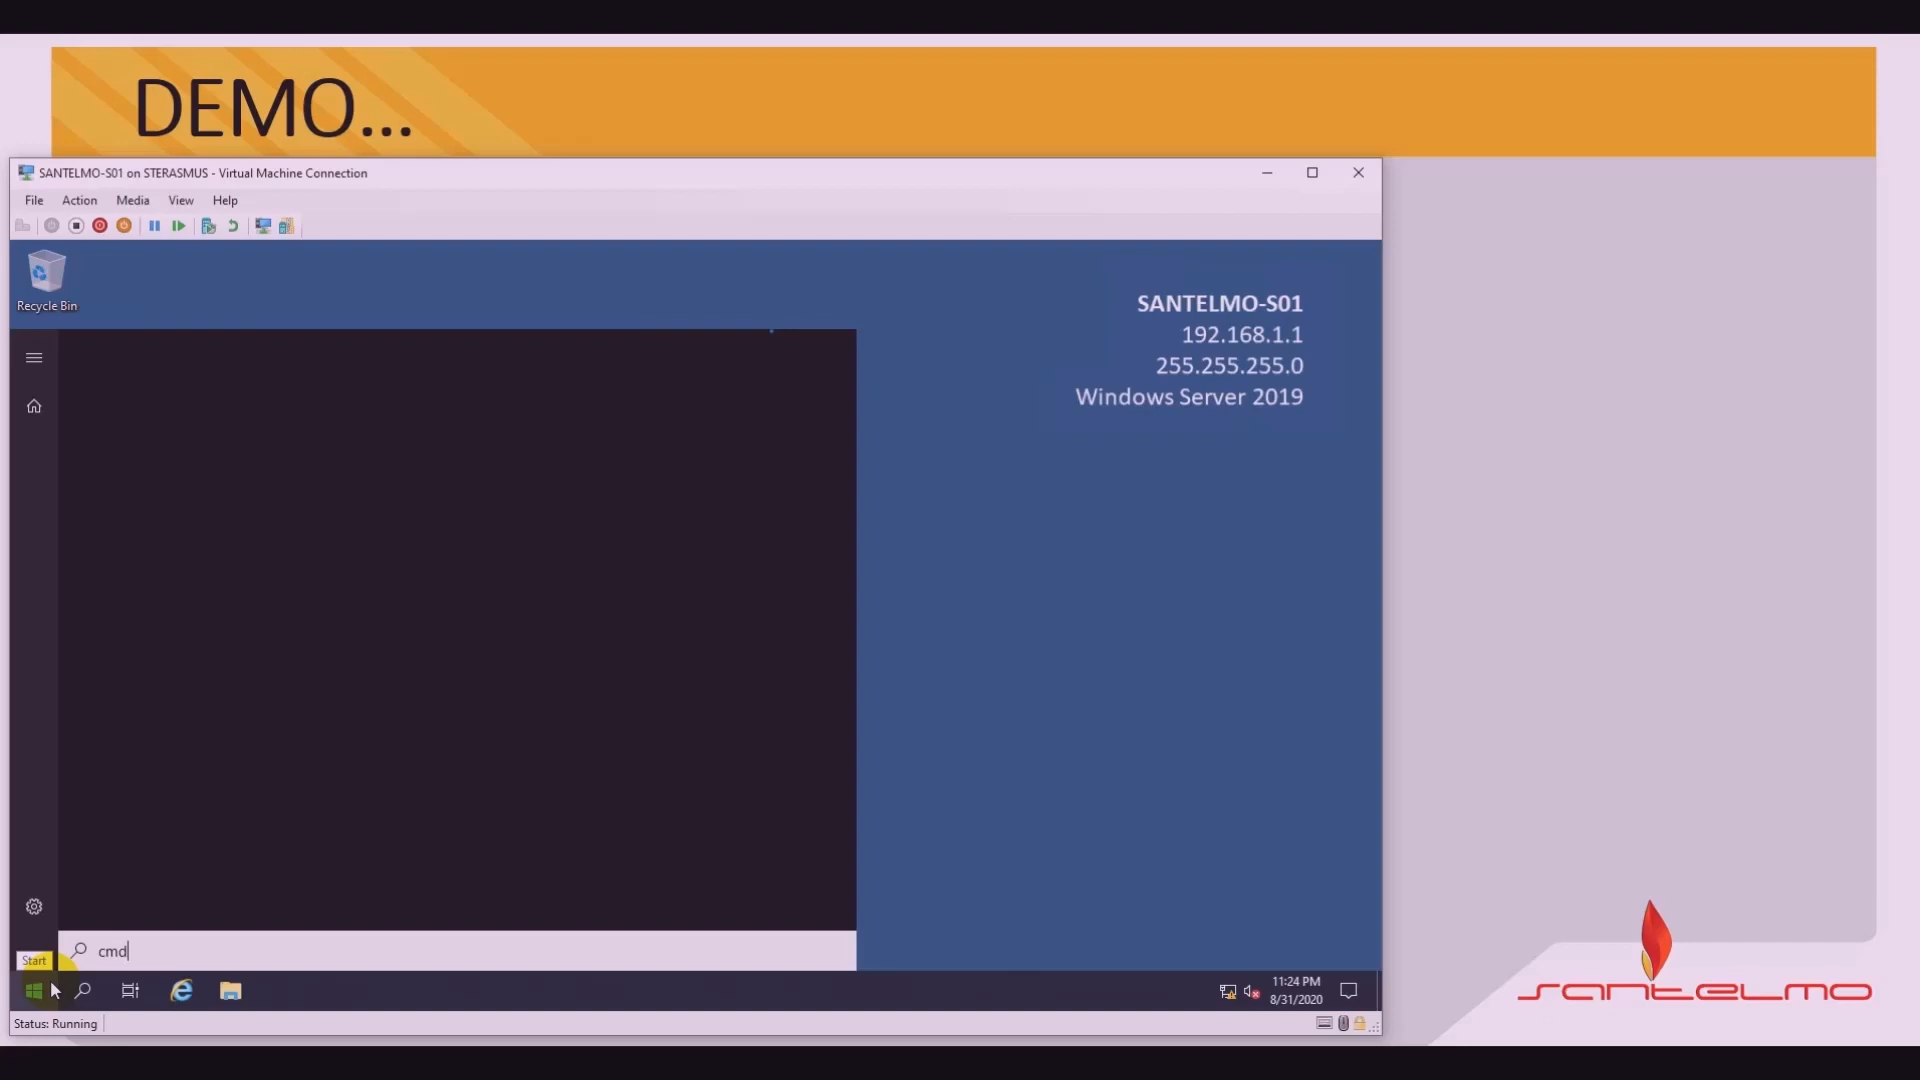 DEMO...
SANTELMO-S01 on STERASMUS - Virtual Machine Connection
File Action Media View Help
Recycle Bin
SANTELMO-S01
192.168.1.1
255.255.255.0
Windows Server 2019
cmd
Start
11:24 PM
8/31/2020
Status: Running
santelmo